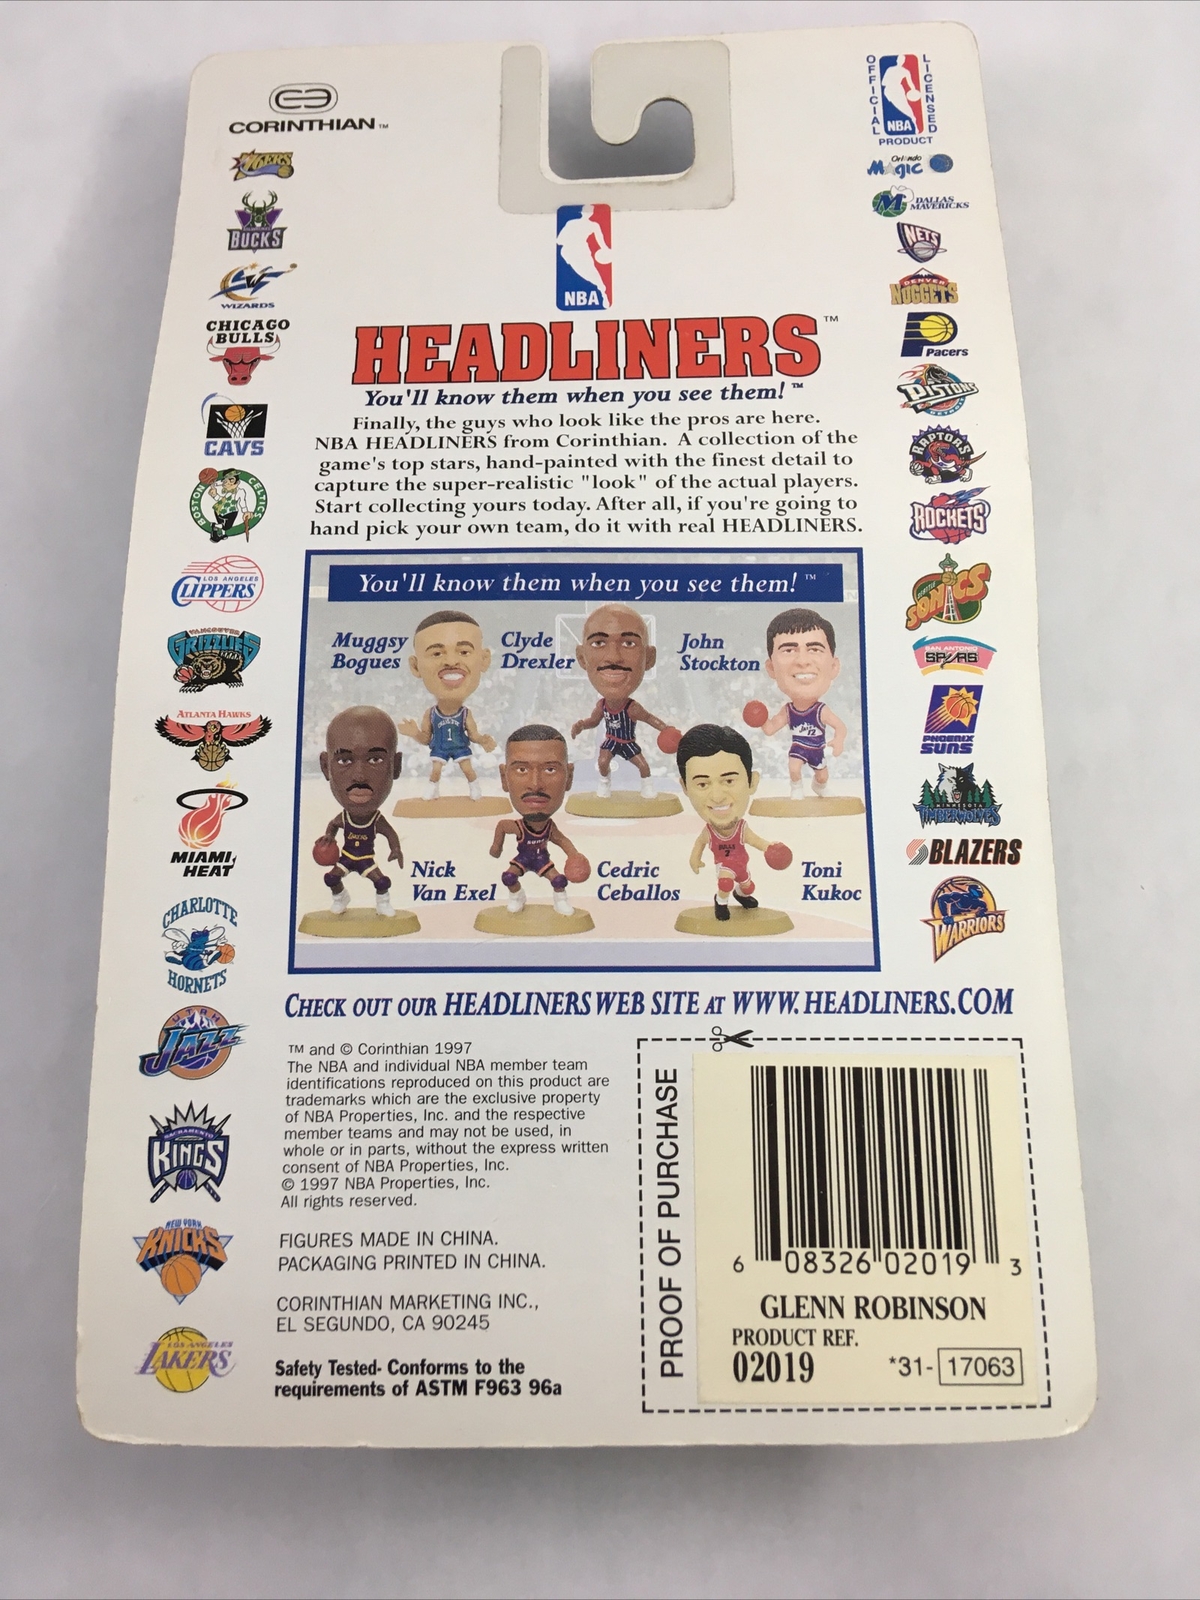 CORINTHIAN™
76ERS
BUCKS
WIZARDS
CHICAGO
BULLS
CAVS
BOSTON
CELTICS
LOS ANGELES
CLIPPERS
VANCOUVER
GRIZZLIES
ATLANTA HAWKS
MIAMI
HEAT
CHARLOTTE
HORNETS
UTAH
JAZZ
SACRAMENTO
KINGS
NEW YORK
KNICKS
LOS ANGELES
LAKERS
OFFICIAL
LICENSED
NBA
PRODUCT
Orlando
Magic
M DALLAS
MAVERICKS
NETS
DENVER
NUGGETS
Pacers
PISTONS
DETROIT
RAPTORS
ROCKETS
SEATTLE
SONICS
SAN ANTONIO
SPURS
PHOENIX
SUNS
MINNESOTA
TIMBERWOLVES
BLAZERS
WARRIORS
NBA
HEADLINERS™
You'll know them when you see them!™
Finally, the guys who look like the pros are here.
NBA HEADLINERS from Corinthian. A collection of the
game's top stars, hand-painted with the finest detail to
capture the super-realistic "look" of the actual players.
Start collecting yours today. After all, if you're going to
hand pick your own team, do it with real HEADLINERS.
You'll know them when you see them!™
Muggsy
Bogues
Clyde
Drexler
John
Stockton
Nick
Van Exel
Cedric
Ceballos
Toni
Kukoc
CHECK OUT OUR HEADLINERS WEB SITE AT WWW.HEADLINERS.COM
™ and © Corinthian 1997
The NBA and individual NBA member team
identifications reproduced on this product are
trademarks which are the exclusive property
of NBA Properties, Inc. and the respective
member teams and may not be used, in
whole or in parts, without the express written
consent of NBA Properties, Inc.
© 1997 NBA Properties, Inc.
All rights reserved.
FIGURES MADE IN CHINA.
PACKAGING PRINTED IN CHINA.
CORINTHIAN MARKETING INC.,
EL SEGUNDO, CA 90245
Safety Tested- Conforms to the
requirements of ASTM F963 96a
PROOF OF PURCHASE
6 08326 02019 3
GLENN ROBINSON
PRODUCT REF.
02019
*31- 17063